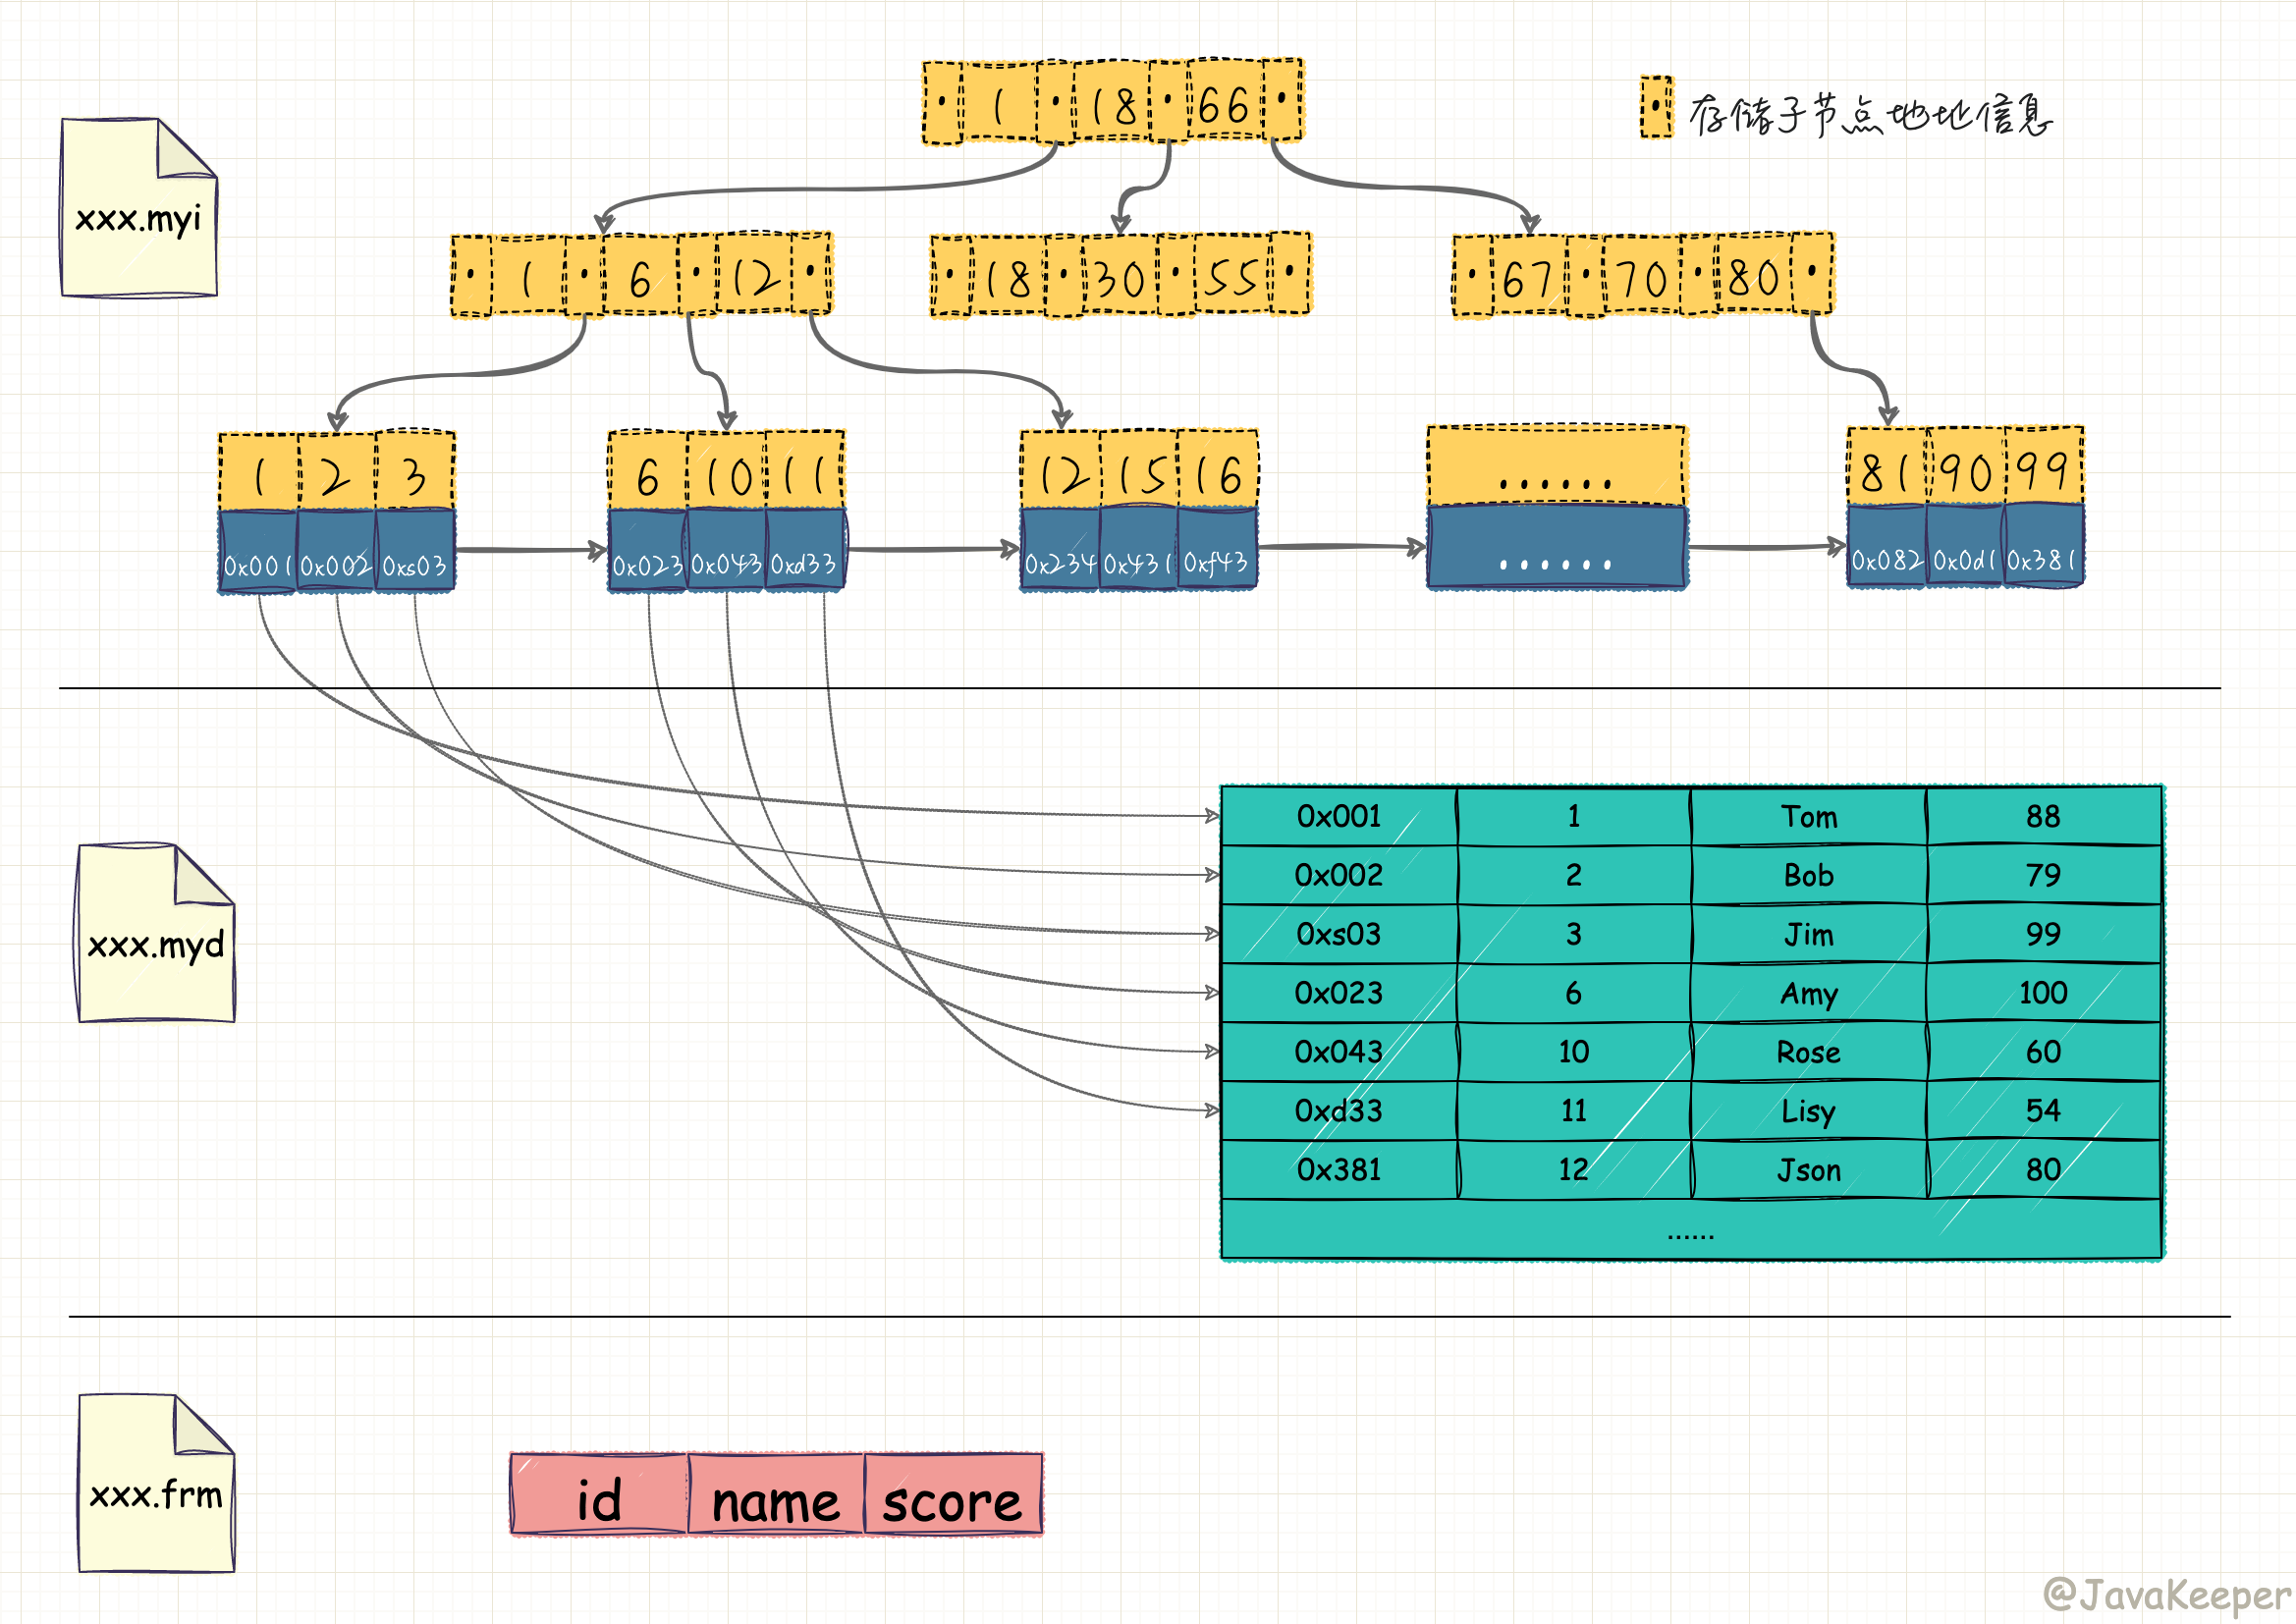 1 18 66
存储子节点地地信息
xxx.myi
1 6 12
18 30 55
67 70 80
1 2 3
6 10 11
12 15 16
......
81 90 99
0x001 0x002 0xs03
0x023 0x043 0xd33
0x234 0x431 0xf43
......
0x082 0x0d1 0x381
xxx.myd
0x001 1 Tom 88
0x002 2 Bob 79
0xs03 3 Jim 99
0x023 6 Amy 100
0x043 10 Rose 60
0xd33 11 Lisy 54
0x381 12 Json 80
......
xxx.frm
id name score
@JavaKeeper